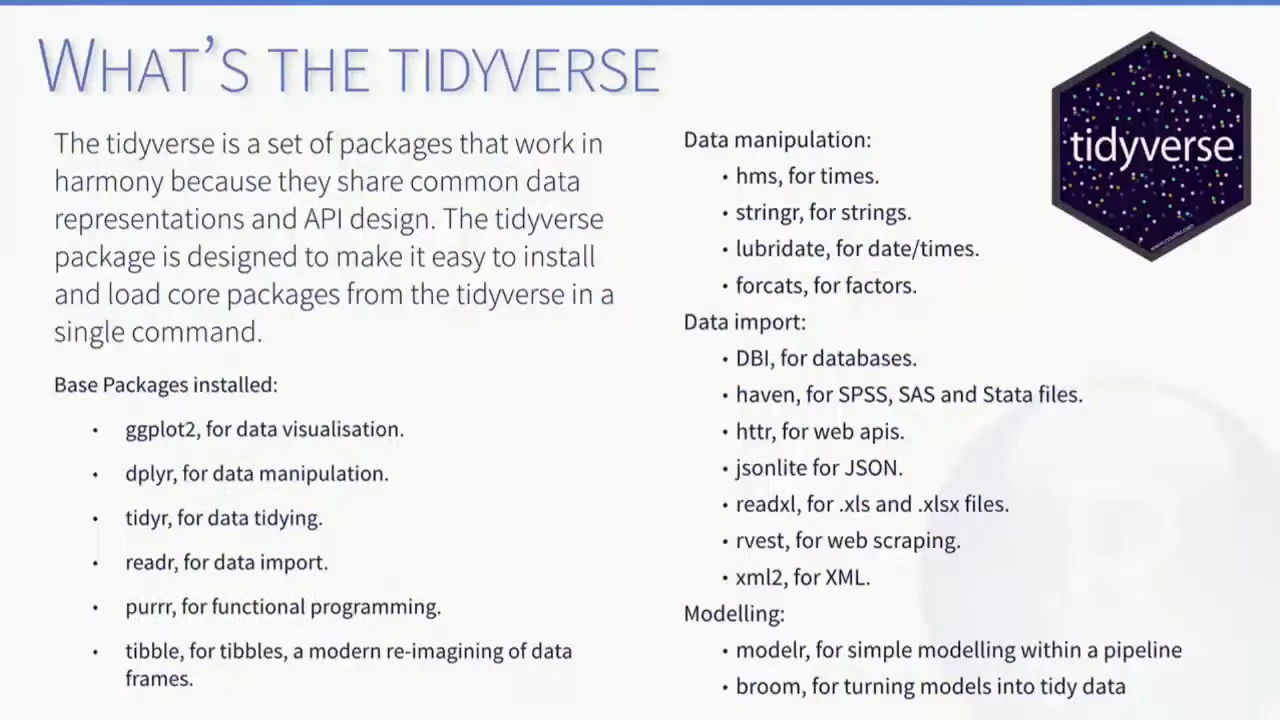 WHAT'S THE TIDYVERSE
The tidyverse is a set of packages that work in
harmony because they share common data
representations and API design. The tidyverse
package is designed to make it easy to install
and load core packages from the tidyverse in a
single command.
Base Packages installed:
• ggplot2, for data visualisation.
• dplyr, for data manipulation.
• tidyr, for data tidying.
• readr, for data import.
• purrr, for functional programming.
• tibble, for tibbles, a modern re-imagining of data
frames.
Data manipulation:
• hms, for times.
• stringr, for strings.
• lubridate, for date/times.
• forcats, for factors.
Data import:
• DBI, for databases.
• haven, for SPSS, SAS and Stata files.
• httr, for web apis.
• jsonlite for JSON.
• readxl, for .xls and .xlsx files.
• rvest, for web scraping.
• xml2, for XML.
Modelling:
• modelr, for simple modelling within a pipeline
• broom, for turning models into tidy data
tidyverse
www.rstudio.com